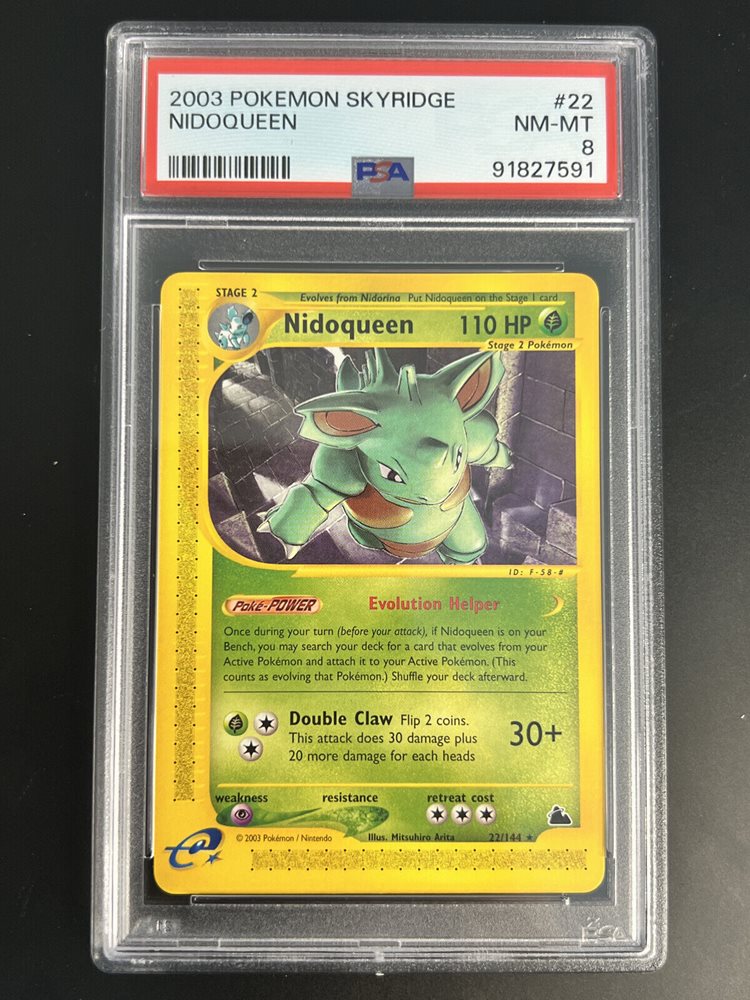 2003 POKEMON SKYRIDGE #22
NIDOQUEEN NM-MT
8
PSA 91827591
STAGE 2
Evolves from Nidorina Put Nidoqueen on the Stage 1 card
Nidoqueen 110 HP
Stage 2 Pokémon
ID: F-58-#
Poké-POWER Evolution Helper
Once during your turn (before your attack), if Nidoqueen is on your
Bench, you may search your deck for a card that evolves from your
Active Pokémon and attach it to your Active Pokémon. (This
counts as evolving that Pokémon.) Shuffle your deck afterward.
Double Claw Flip 2 coins.
This attack does 30 damage plus
20 more damage for each heads
30+
weakness resistance retreat cost
© 2003 Pokémon / Nintendo Illus. Mitsuhiro Arita 22/144 ★
e